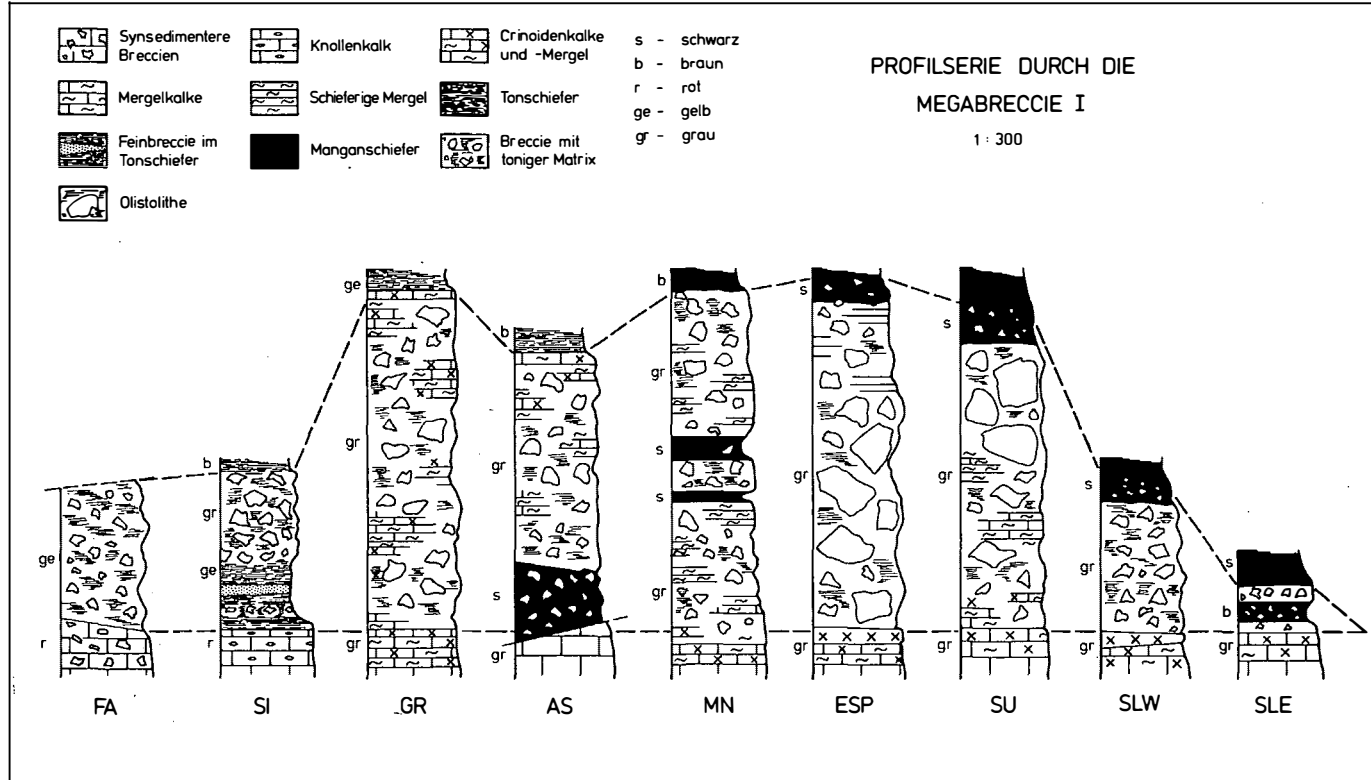 Synsedimentere
Breccien
Knollenkalk
Crinoidenkalke
und -Mergel
Mergelkalke
Schieferige Mergel
Tonschiefer
Feinbreccie im
Tonschiefer
Manganschiefer
Breccie mit
toniger Matrix
Olistolithe
s - schwarz
b - braun
r - rot
ge - gelb
gr - grau
PROFILSERIE DURCH DIE
MEGABRECCIE I
1 : 300
ge
r
b
gr
ge
r
ge
gr
gr
b
gr
s
gr
b
gr
s
s
gr
gr
s
gr
gr
s
gr
gr
s
gr
gr
s
b
gr
FA
SI
GR
AS
MN
ESP
SU
SLW
SLE